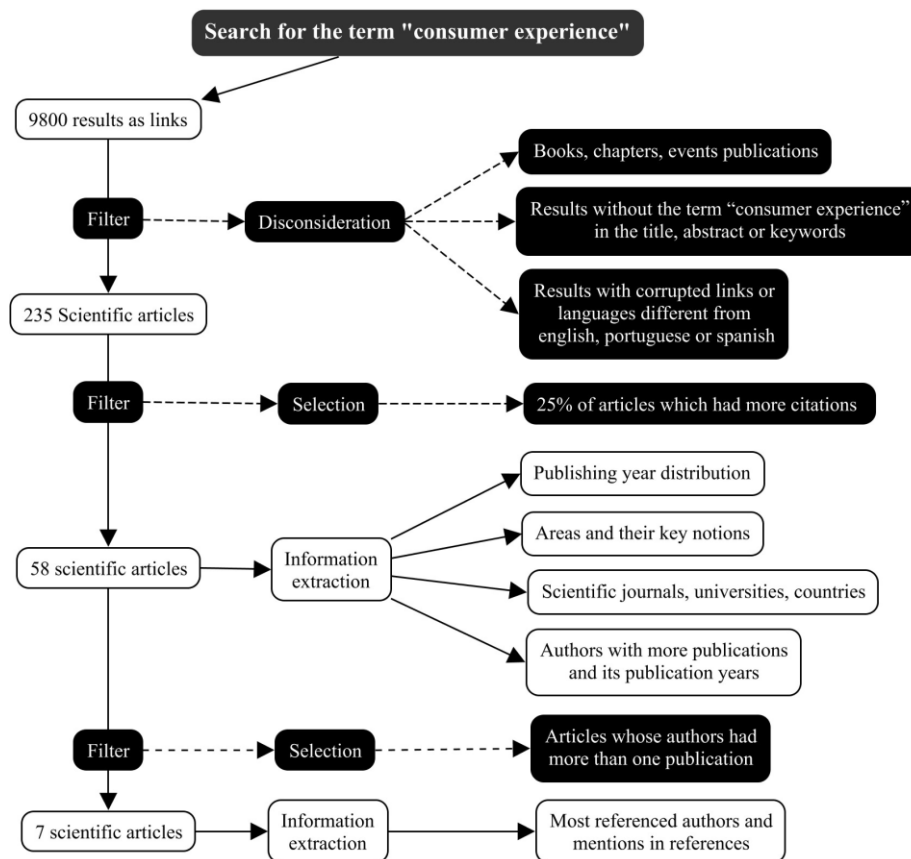 Search for the term "consumer experience"
9800 results as links
Filter
Disconsideration
Books, chapters, events publications
Results without the term “consumer experience”
in the title, abstract or keywords
Results with corrupted links or
languages different from
english, portuguese or spanish
235 Scientific articles
Filter
Selection
25% of articles which had more citations
58 scientific articles
Information
extraction
Publishing year distribution
Areas and their key notions
Scientific journals, universities, countries
Authors with more publications
and its publication years
Filter
Selection
Articles whose authors had
more than one publication
7 scientific articles
Information
extraction
Most referenced authors and
mentions in references